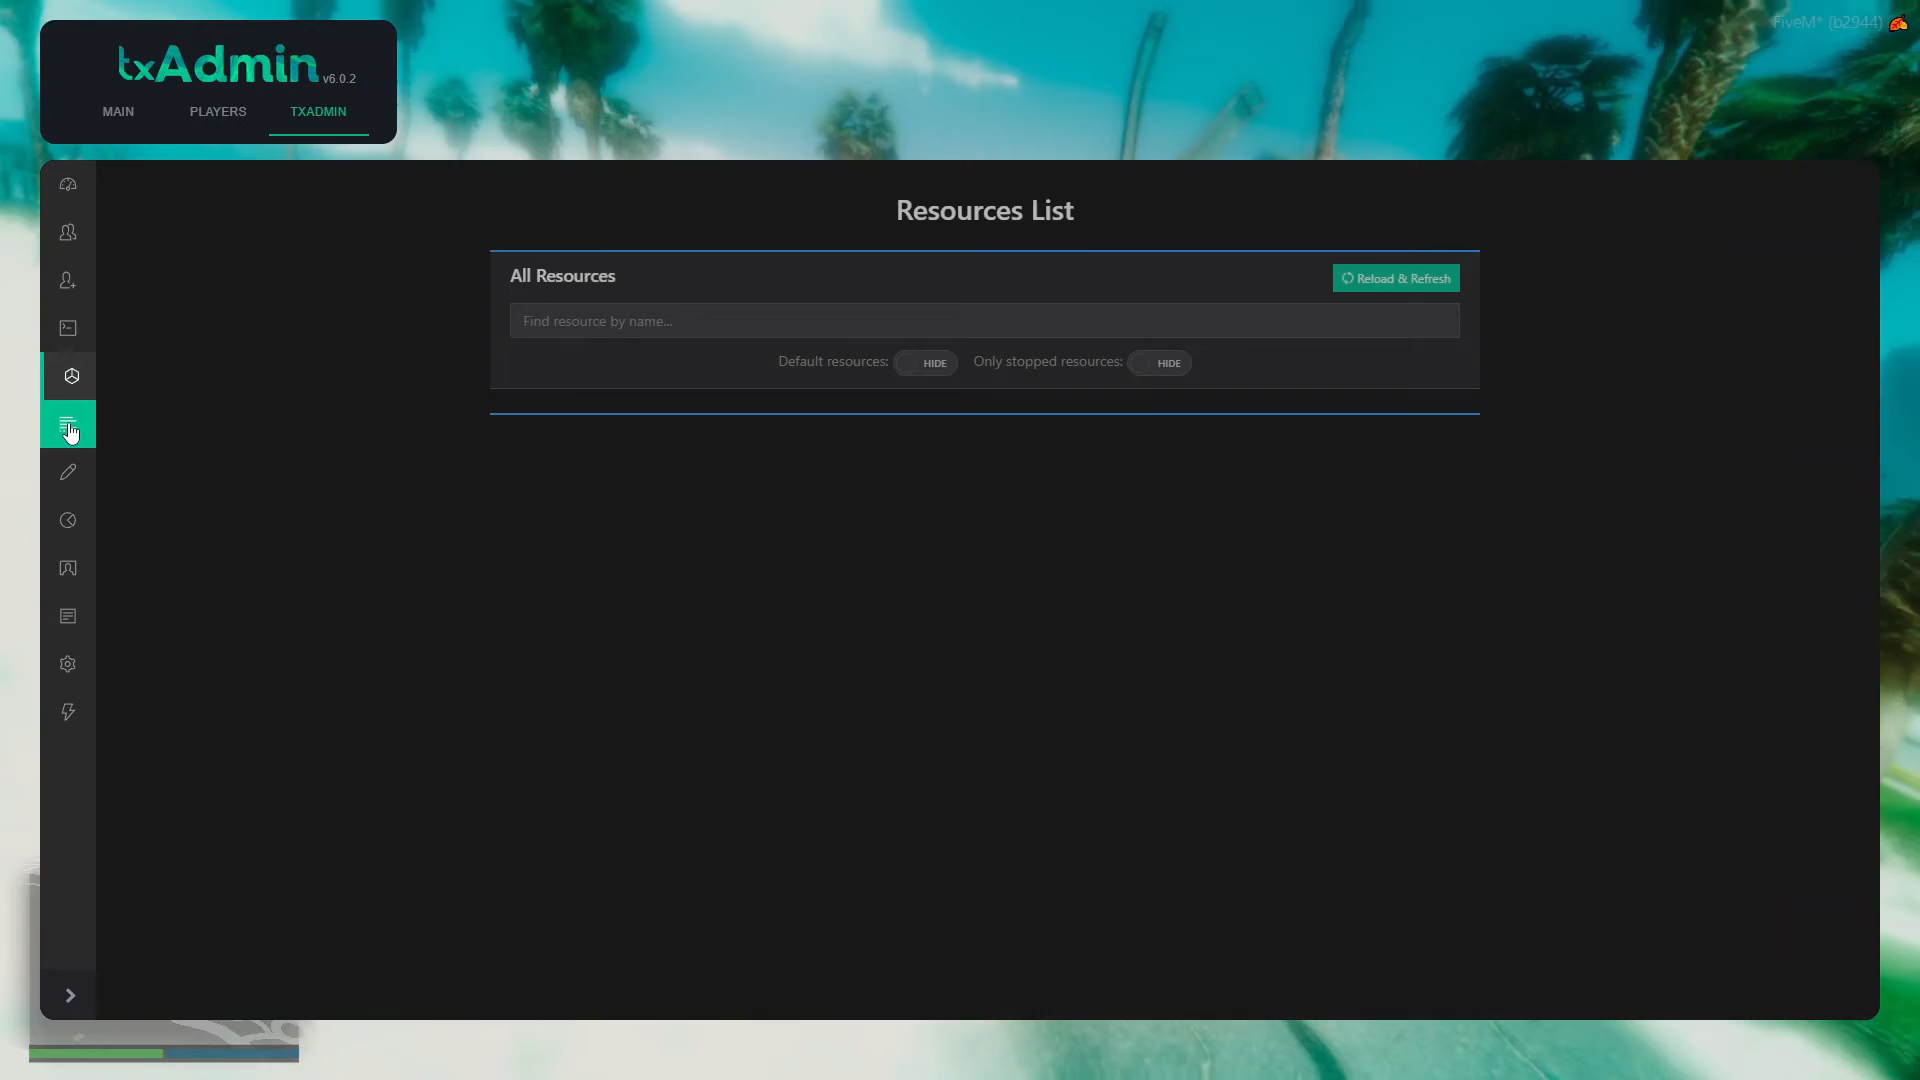 FiveM* (b2944)
txAdmin v6.0.2
MAIN PLAYERS TXADMIN
Resources List
All Resources
Reload & Refresh
Find resource by name...
Default resources: HIDE Only stopped resources: HIDE